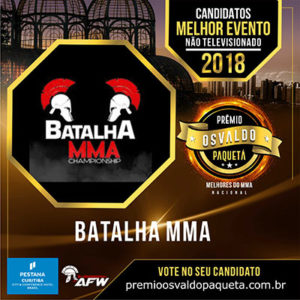 CANDIDATOS
MELHOR EVENTO
NÃO TELEVISIONADO
2018
BATALHA
MMA
CHAMPIONSHIP
PRÊMIO
OSVALDO
PAQUETÁ
MELHORES DO MMA
NACIONAL
BATALHA MMA
PESTANA
CURITIBA
AFW
VOTE NO SEU CANDIDATO
premioosvaldopaqueta.com.br